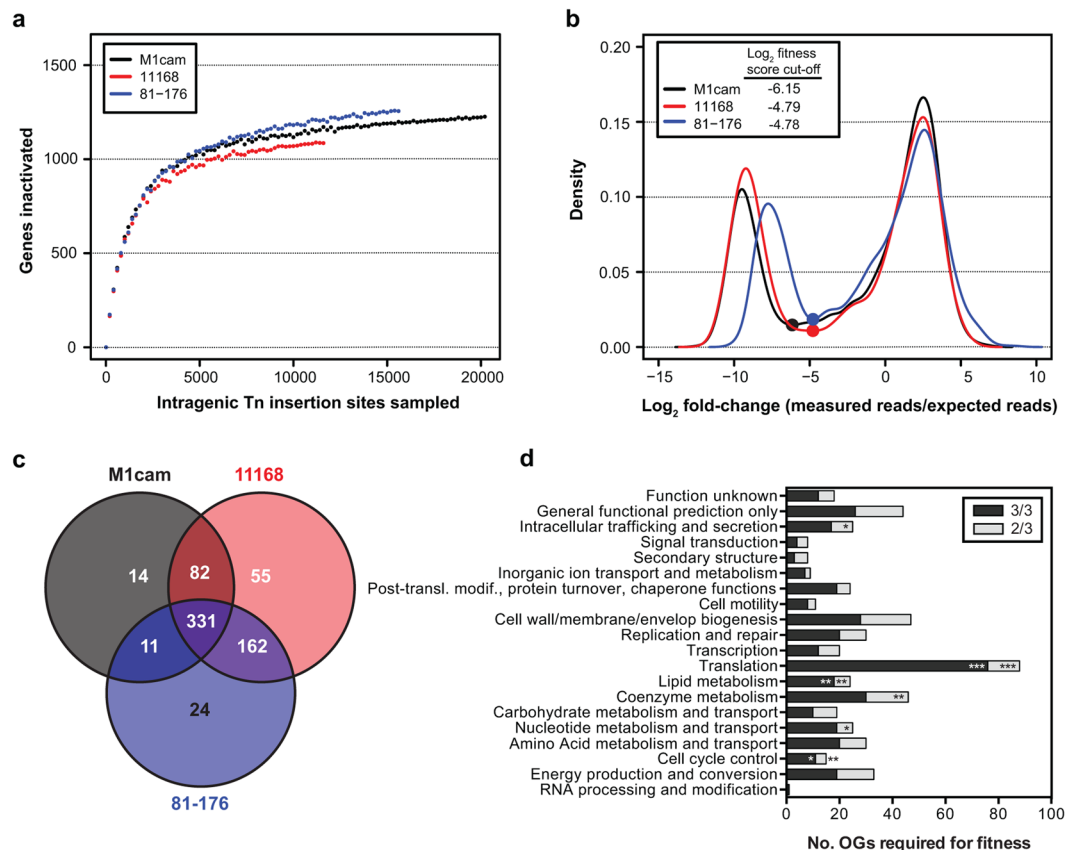 a
Genes inactivated
1500
1000
500
0
M1cam
11168
81−176
0
5000
10000
15000
20000
Intragenic Tn insertion sites sampled
b
Density
0.20
0.15
0.10
0.05
0.00
Log2 fitness
score cut-off
M1cam -6.15
11168 -4.79
81−176 -4.78
−15
−10
−5
0
5
10
Log2 fold-change (measured reads/expected reads)
c
M1cam
11168
14
82
55
331
11
162
24
81-176
d
3/3
2/3
Function unknown
General functional prediction only
Intracellular trafficking and secretion *
Signal transduction
Secondary structure
Inorganic ion transport and metabolism
Post-transl. modif., protein turnover, chaperone functions
Cell motility
Cell wall/membrane/envelop biogenesis
Replication and repair
Transcription
Translation *** ***
Lipid metabolism ** **
Coenzyme metabolism **
Carbohydrate metabolism and transport
Nucleotide metabolism and transport *
Amino Acid metabolism and transport
Cell cycle control * **
Energy production and conversion
RNA processing and modification
0
20
40
60
80
100
No. OGs required for fitness